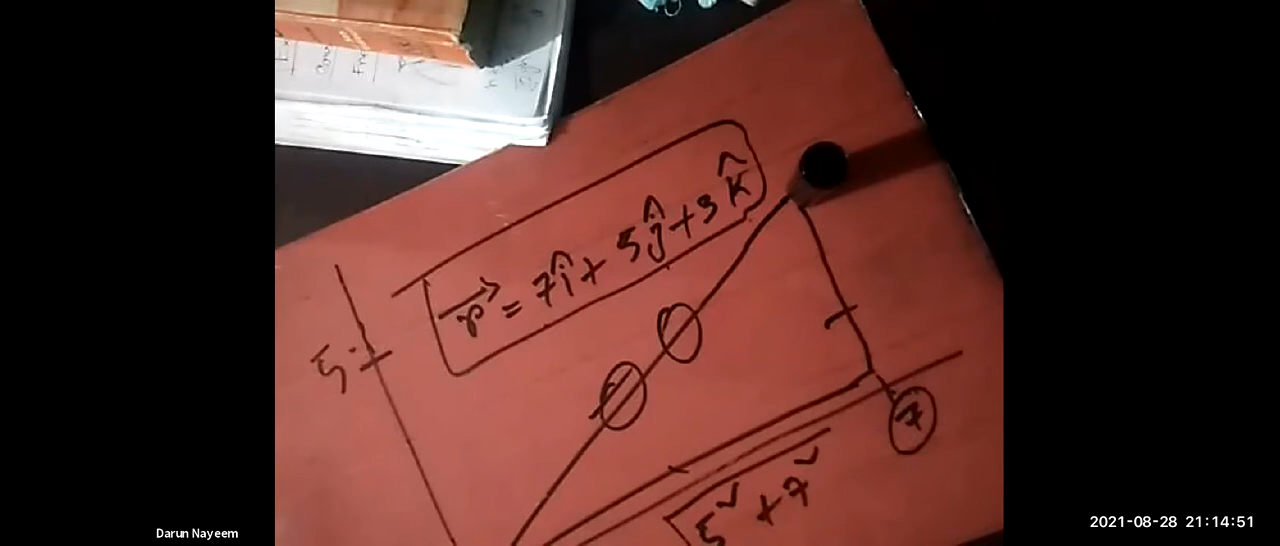 r⃗ = 7î + 5ĵ + 3k̂
5
7
√5² + 7²
Darun Nayeem
2021-08-28 21:14:51